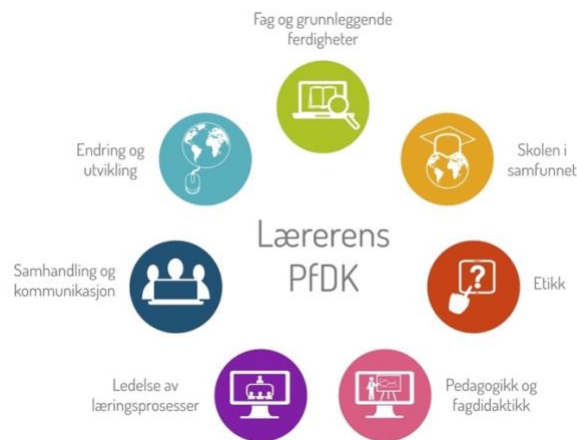 Fag og grunnleggende
ferdigheter
Endring og
utvikling
Skolen i
samfunnet
Lærerens
PfDK
Samhandling og
kommunikasjon
?
Etikk
Ledelse av
læringsprosesser
Pedagogikk og
fagdidaktikk